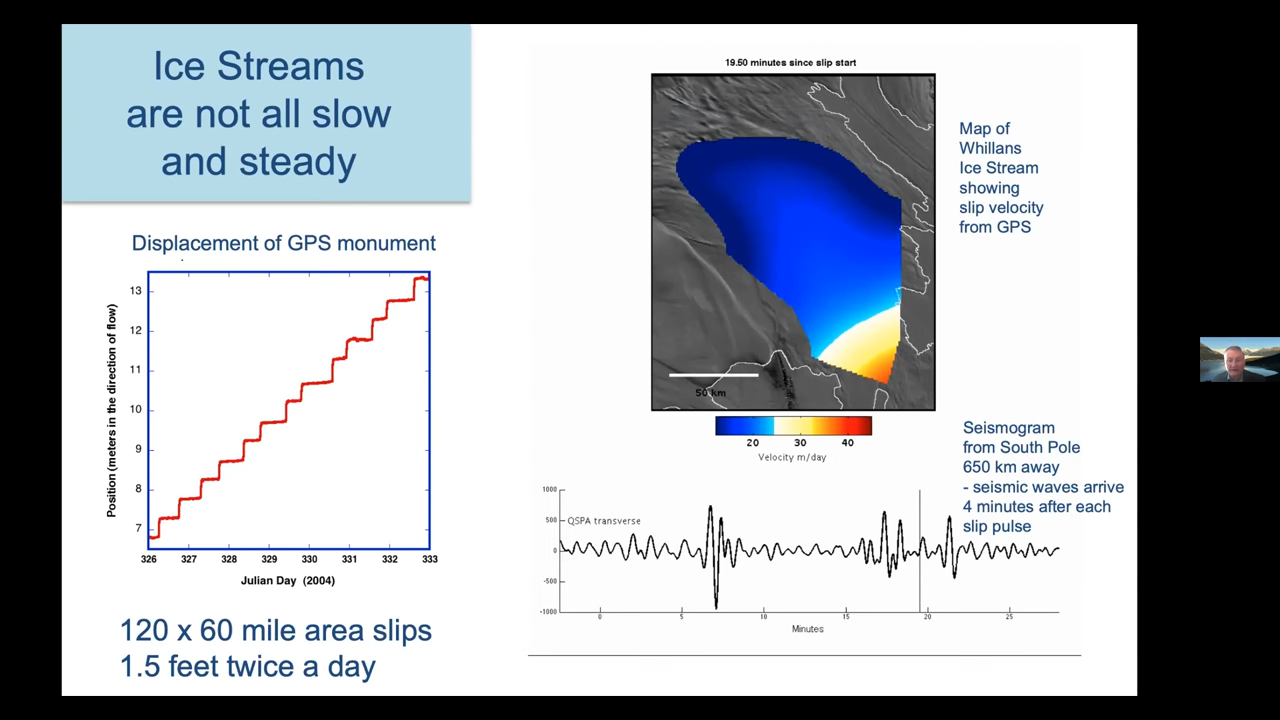 Ice Streams
are not all slow
and steady
Displacement of GPS monument
Position (meters in the direction of flow)
13
12
11
10
9
8
7
326 327 328 329 330 331 332 333
Julian Day (2004)
120 x 60 mile area slips
1.5 feet twice a day
19.50 minutes since slip start
50 km
20 30 40
Velocity m/day
Map of
Whillans
Ice Stream
showing
slip velocity
from GPS
Seismogram
from South Pole
650 km away
- seismic waves arrive
4 minutes after each
slip pulse
1000
500
0
-500
-1000
QSPA transverse
0 5 10 15 20 25
Minutes